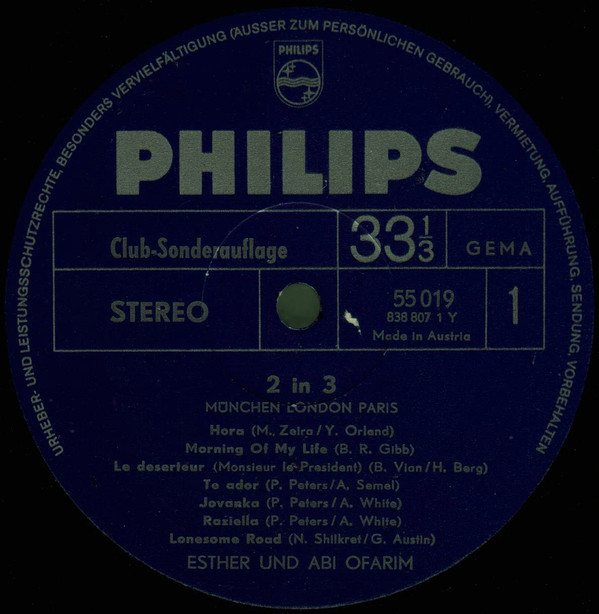 URHEBER- UND LEISTUNGSSCHUTZRECHTE, BESONDERS VERVIELFÄLTIGUNG (AUSSER ZUM PERSÖNLICHEN GEBRAUCH), VERMIETUNG, AUFFÜHRUNG, SENDUNG, VORBEHALTEN
PHILIPS
PHILIPS
Club-Sonderauflage
33 1/3
GEMA
STEREO
55 019
838 807 1 Y
Made in Austria
1
2 in 3
MÜNCHEN LONDON PARIS
Hora (M. Zeira/Y. Orland)
Morning Of My Life (B. R. Gibb)
Le deserteur (Monsieur le President) (B. Vian/H. Berg)
Te ador (P. Peters/A. Semel)
Jovanka (P. Peters/A. White)
Raziella (P. Peters/A. White)
Lonesome Road (N. Shilkret/G. Austin)
ESTHER UND ABI OFARIM